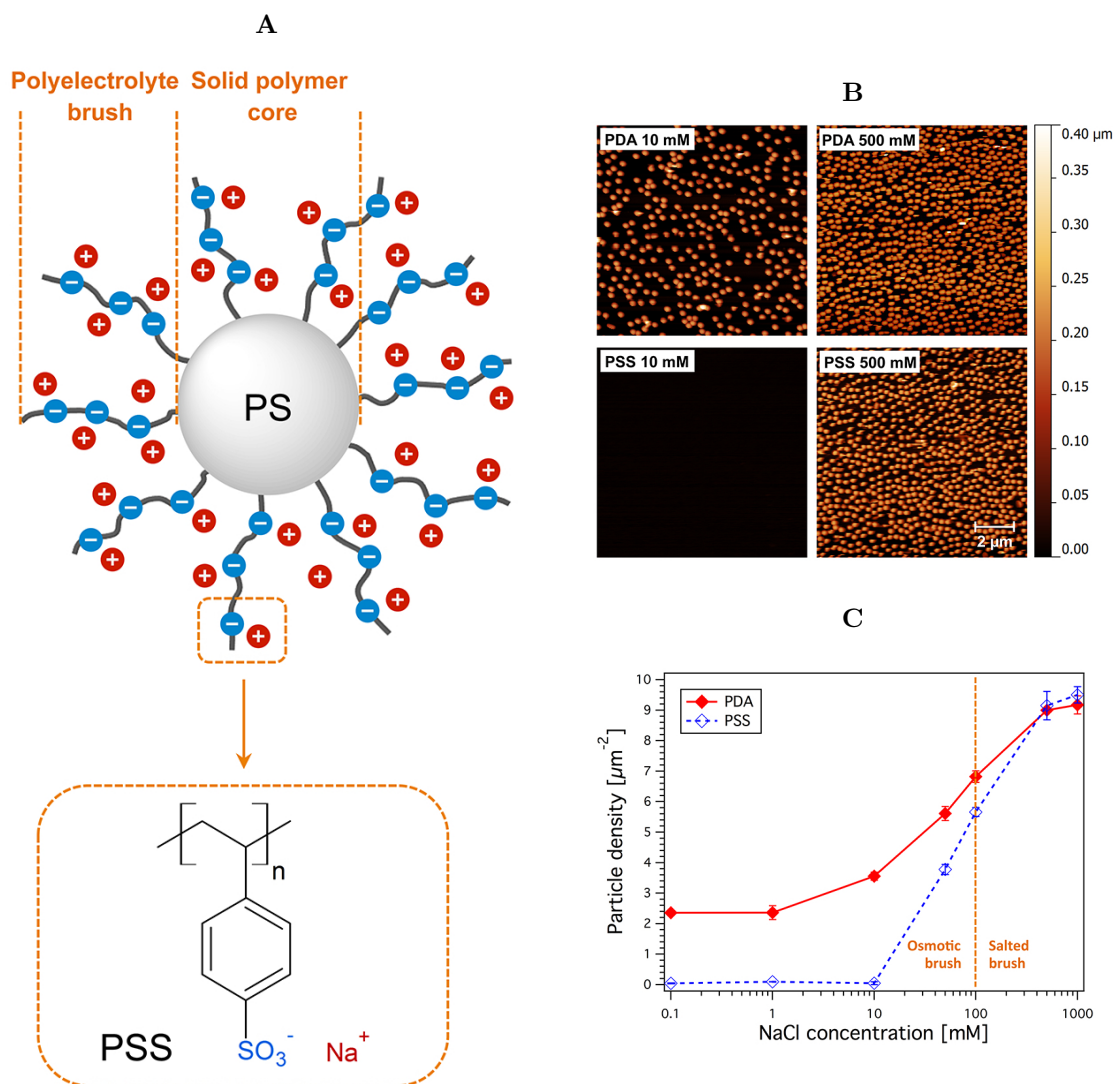 A
Polyelectrolyte brush
Solid polymer core
PS
[ ]n
SO3- Na+
PSS
B
PDA 10 mM
PDA 500 mM
PSS 10 mM
PSS 500 mM
2 µm
0.40 µm
0.35
0.30
0.25
0.20
0.15
0.10
0.05
0.00
C
Particle density [µm-2]
10
9
8
7
6
5
4
3
2
1
0
PDA
PSS
Osmotic brush
Salted brush
0.1
1
10
100
1000
NaCl concentration [mM]